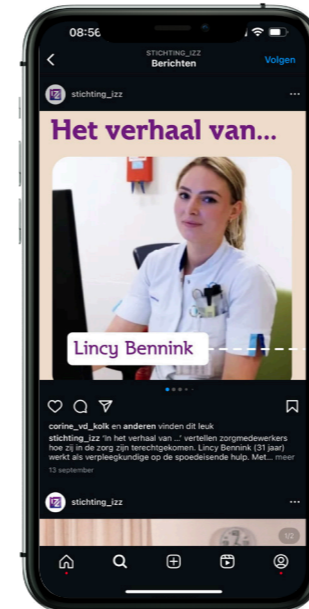 08:56
STICHTING_IZZ
Berichten
Volgen
stichting_izz
Het verhaal van...
Lincy Bennink
corine_vd_kolk en anderen vinden dit leuk
stichting_izz 'In het verhaal van ...' vertellen zorgmedewerkers
hoe zij in de zorg zijn terechtgekomen. Lincy Bennink (31 jaar)
werkt als verpleegkundige op de spoedeisende hulp. Met... meer
13 september
stichting_izz
1/2